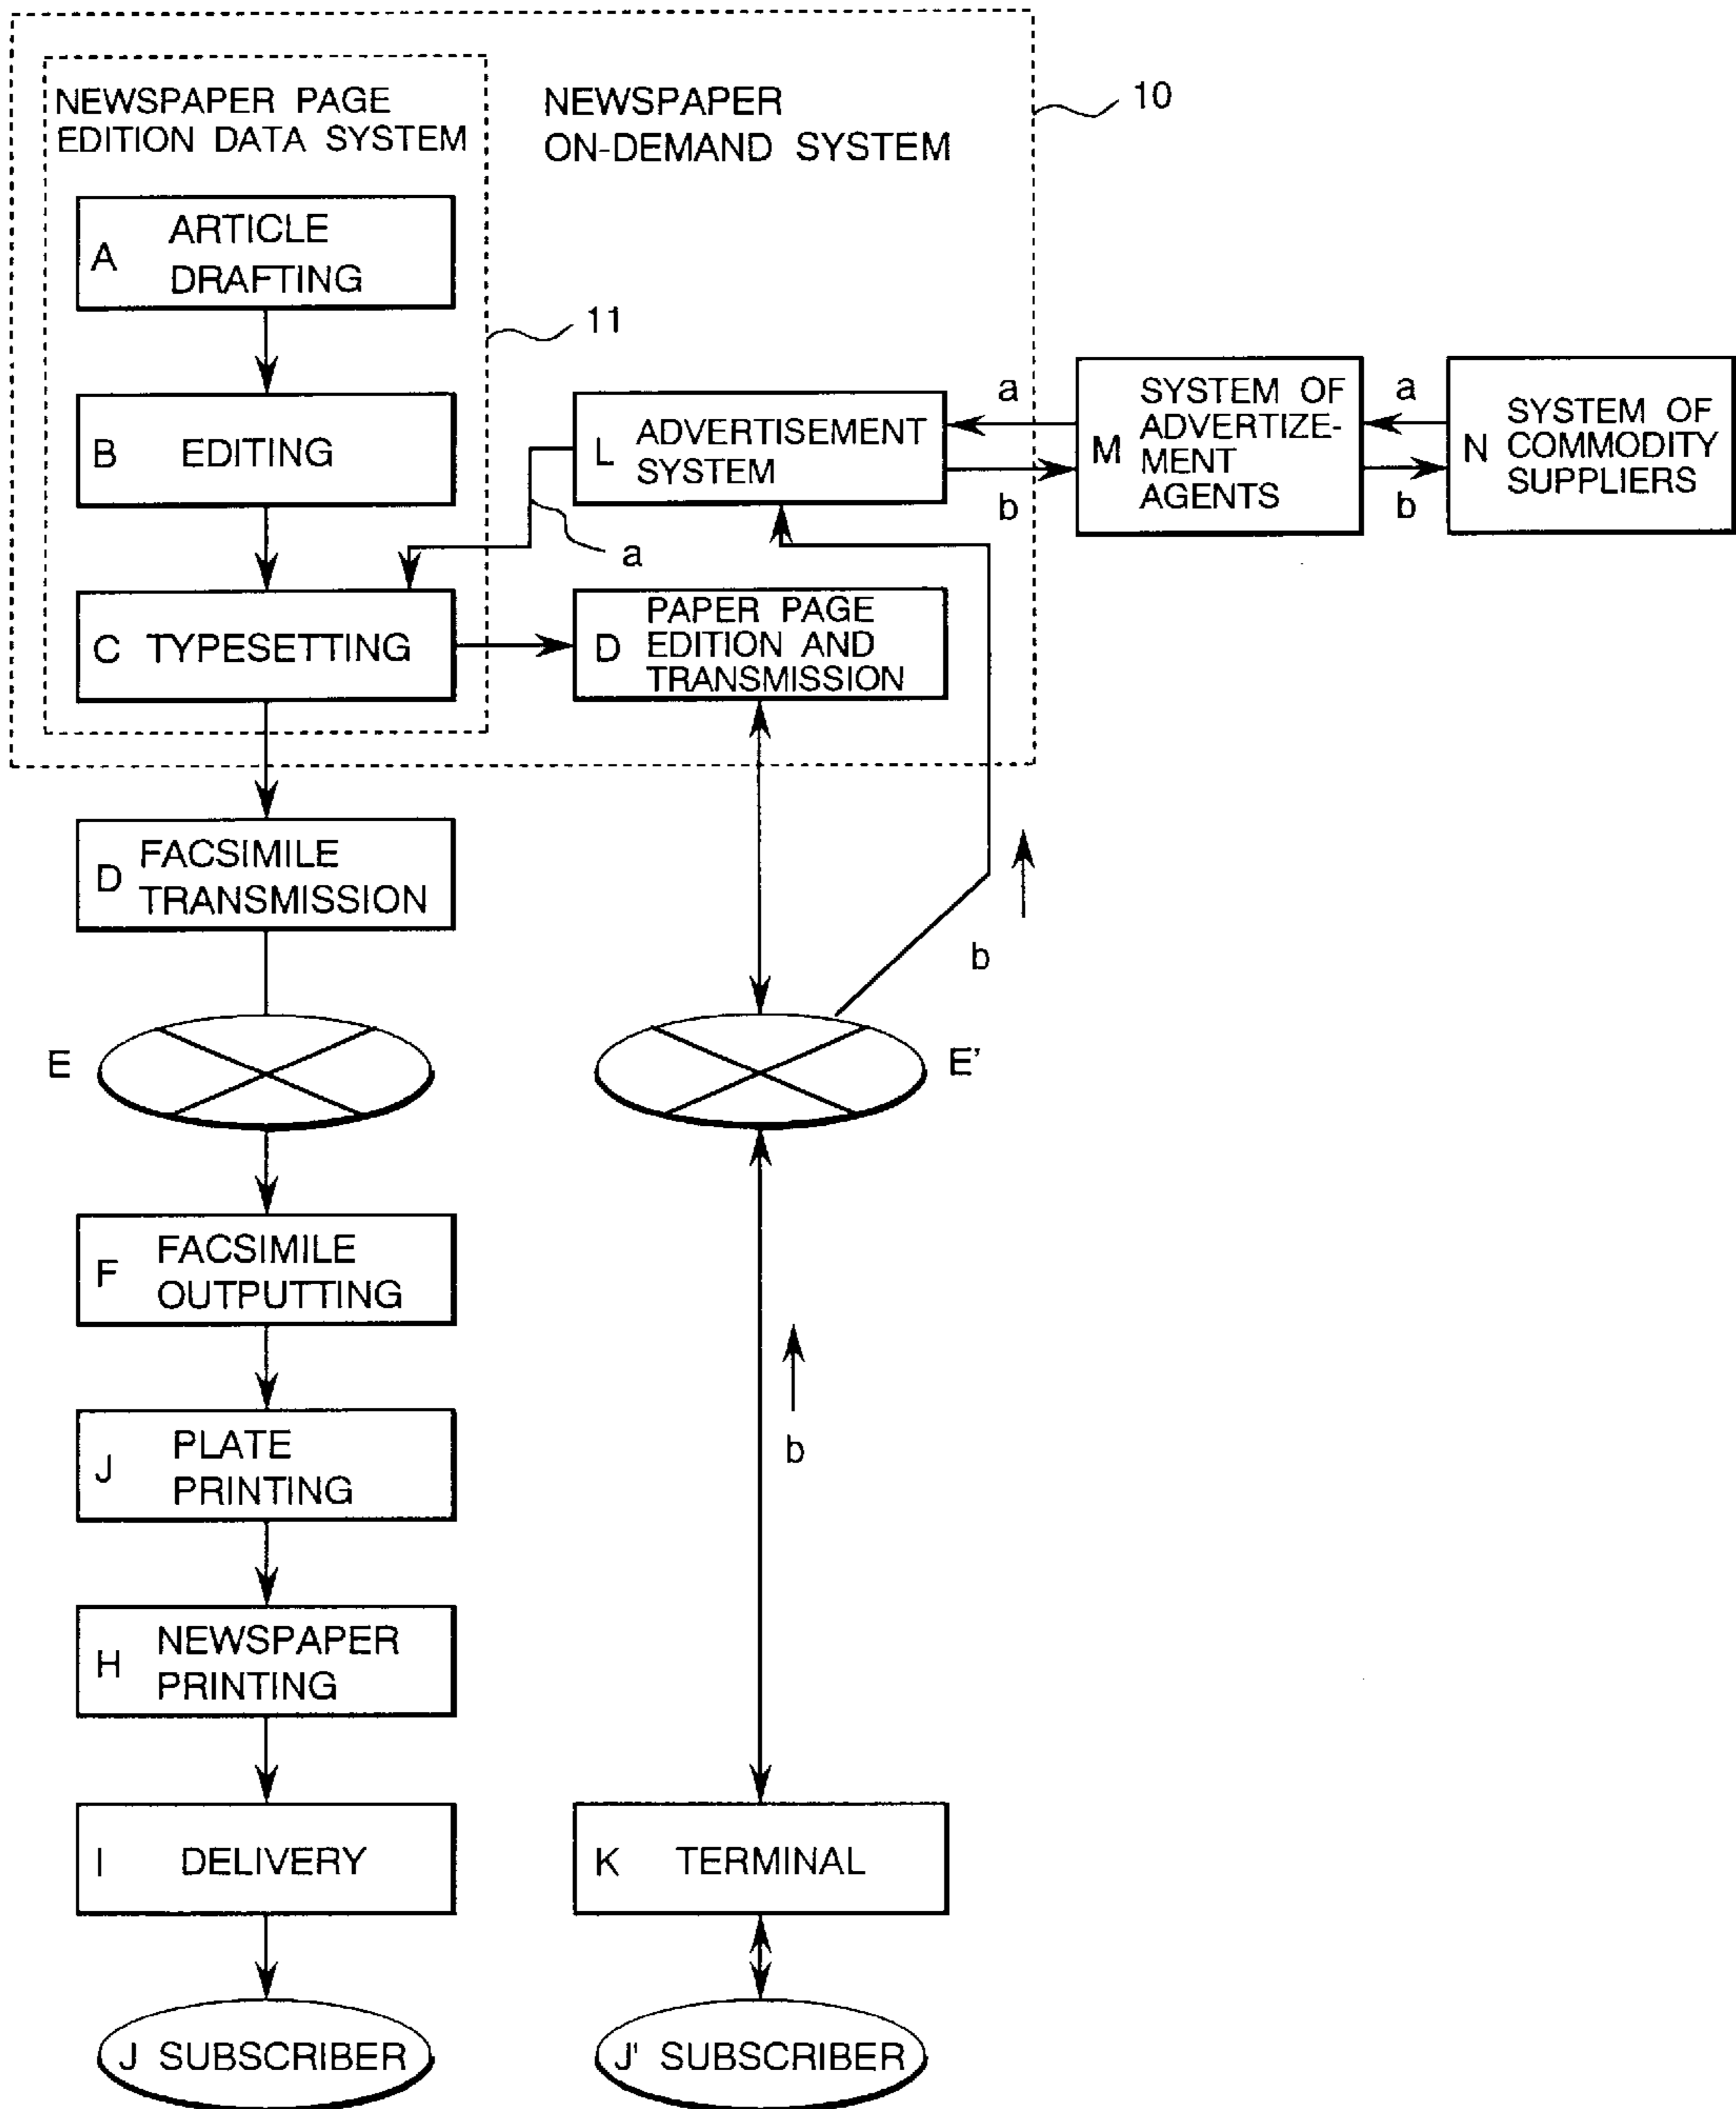 NEWSPAPER PAGE
EDITION DATA SYSTEM
NEWSPAPER
ON-DEMAND SYSTEM
10
A ARTICLE
DRAFTING
11
B EDITING
L ADVERTISEMENT
SYSTEM
a
b
M SYSTEM OF
ADVERTIZE-
MENT
AGENTS
a
b
N SYSTEM OF
COMMODITY
SUPPLIERS
a
C TYPESETTING
D PAPER PAGE
EDITION AND
TRANSMISSION
D FACSIMILE
TRANSMISSION
b
E
E'
F FACSIMILE
OUTPUTTING
J PLATE
PRINTING
b
H NEWSPAPER
PRINTING
I DELIVERY
K TERMINAL
J SUBSCRIBER
J' SUBSCRIBER